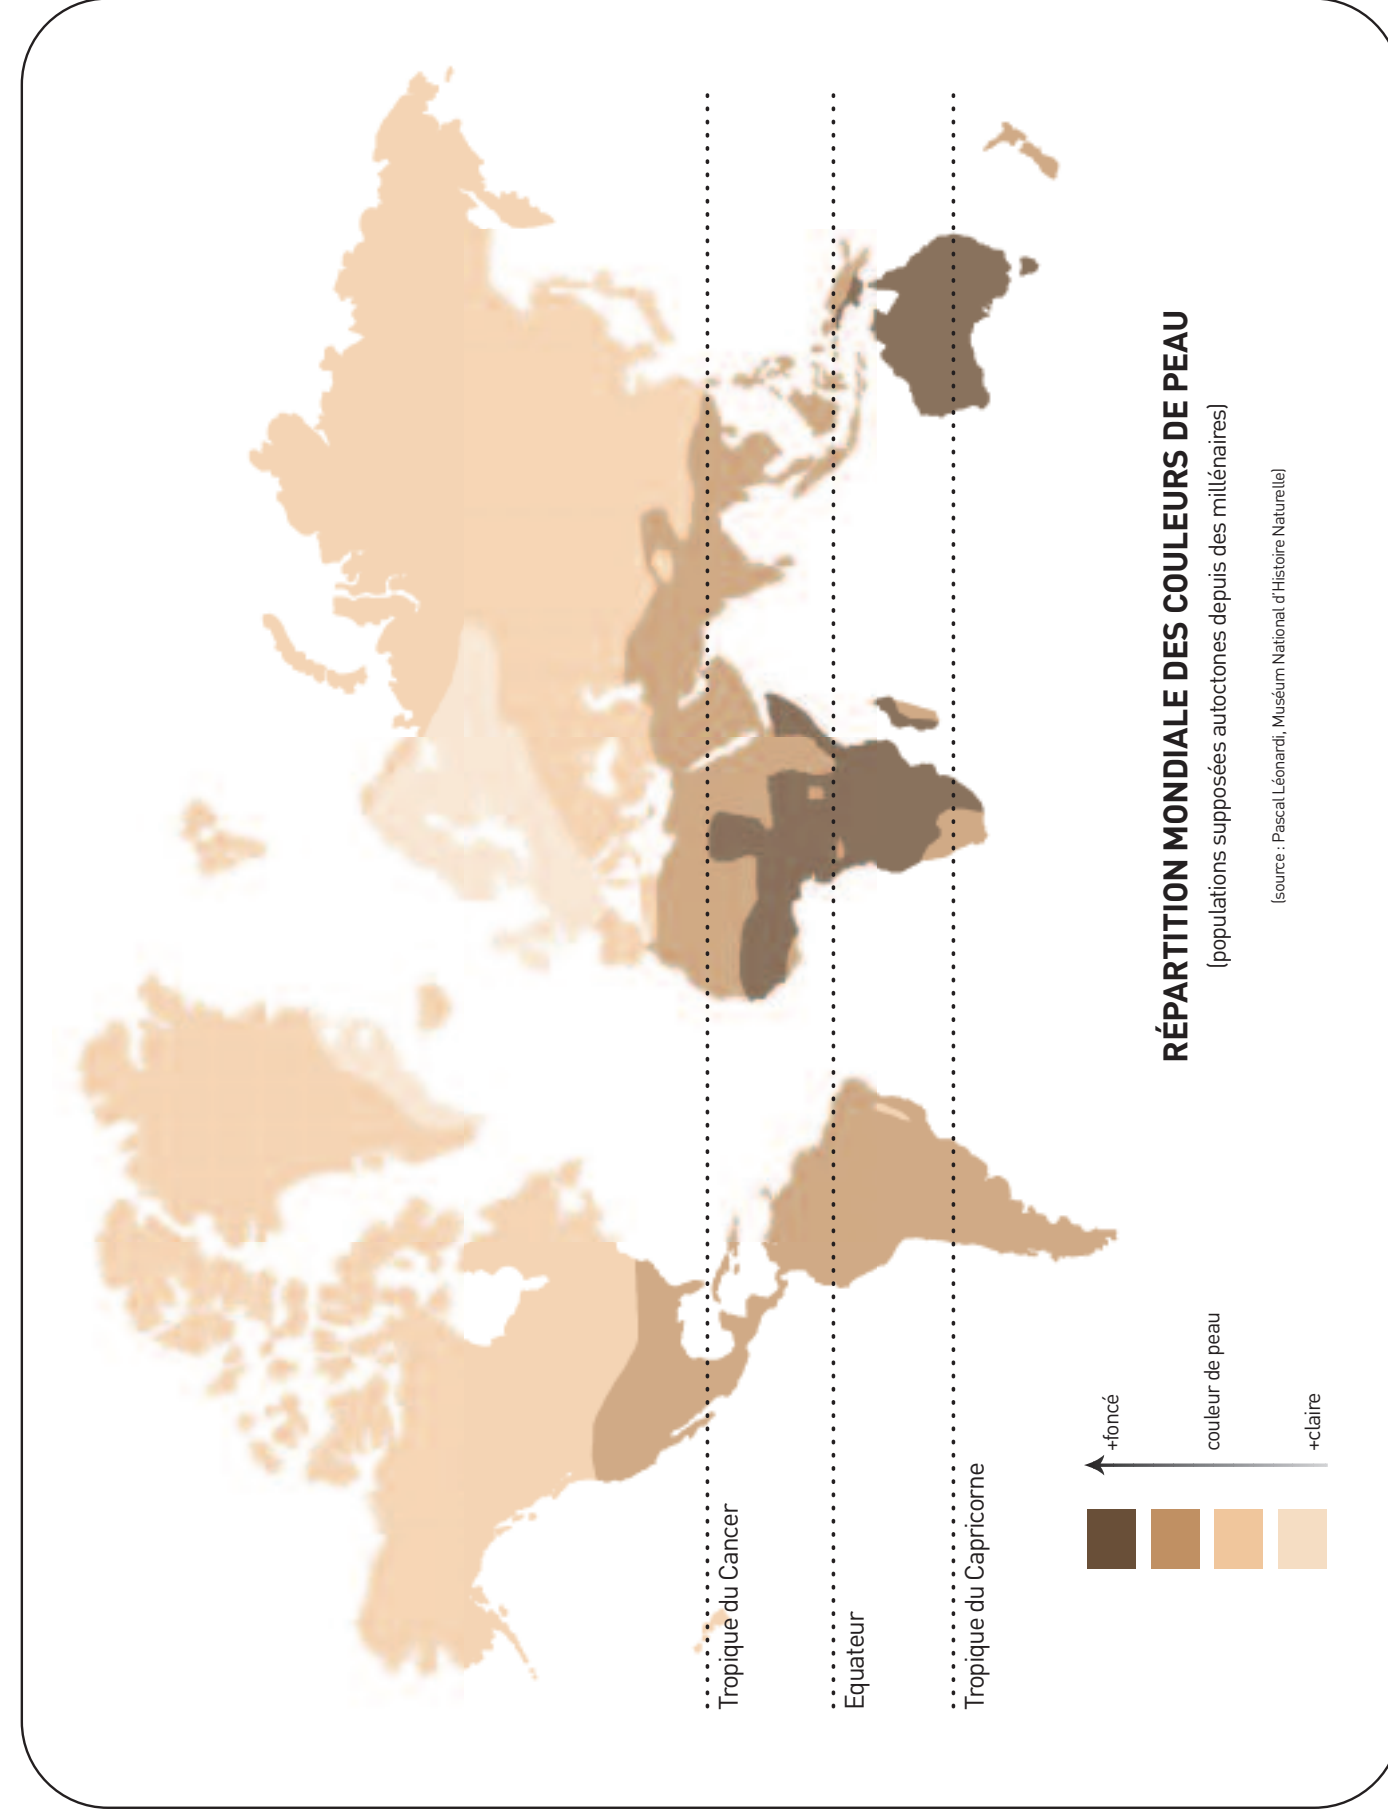 RÉPARTITION MONDIALE DES COULEURS DE PEAU
(populations supposées autoctones depuis des millénaires)
(source : Pascal Léonardi, Muséum National d'Histoire Naturelle)
Tropique du Cancer
Equateur
Tropique du Capricorne
+foncé
couleur de peau
+claire